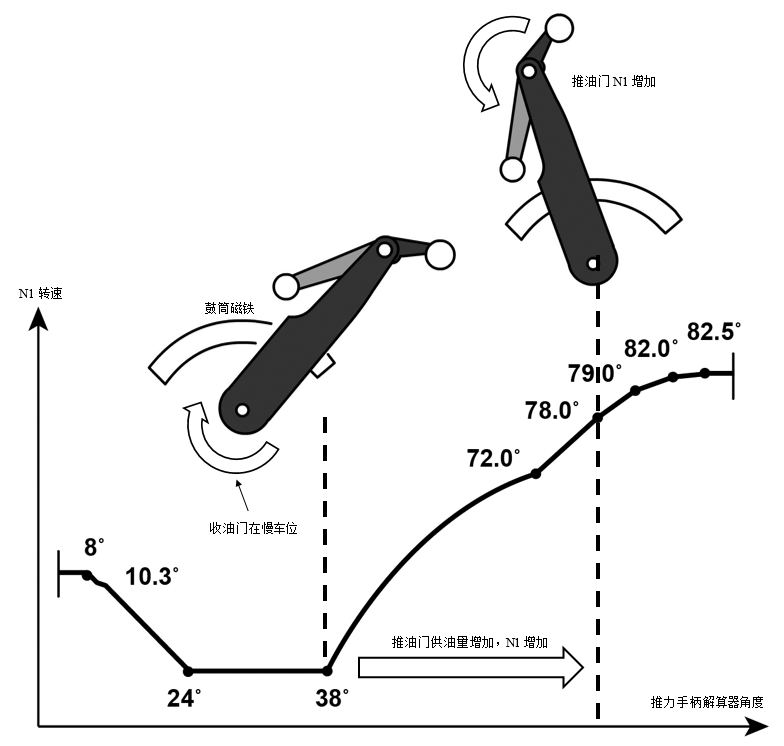 推油门 N1 增加
N1 转速
鼓筒磁铁
82.5°
82.0°
79.0°
78.0°
72.0°
收油门在慢车位
8°
10.3°
推油门供油量增加，N1 增加
24°
38°
推力手柄解算器角度